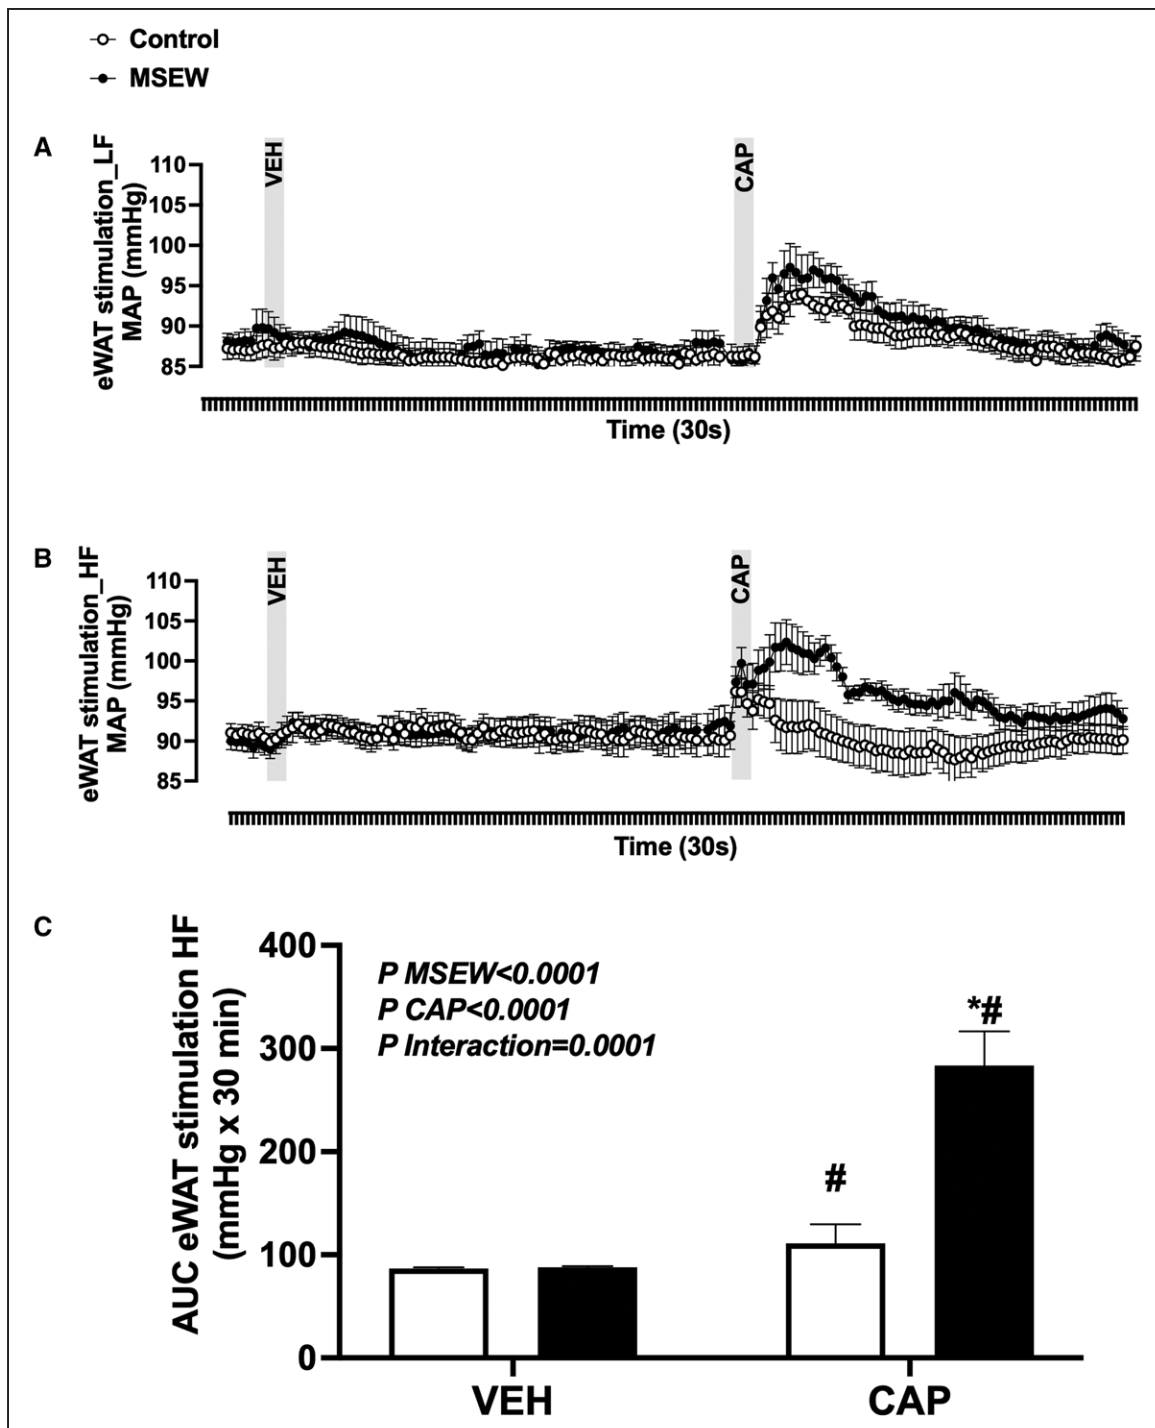 Control
MSEW
A
eWAT stimulation_LF
MAP (mmHg)
110
105
100
95
90
85
VEH
CAP
Time (30s)
B
eWAT stimulation_HF
MAP (mmHg)
110
105
100
95
90
85
VEH
CAP
Time (30s)
C
AUC eWAT stimulation HF
(mmHg x 30 min)
400
300
200
100
0
P MSEW<0.0001
P CAP<0.0001
P Interaction=0.0001
#
*#
VEH
CAP